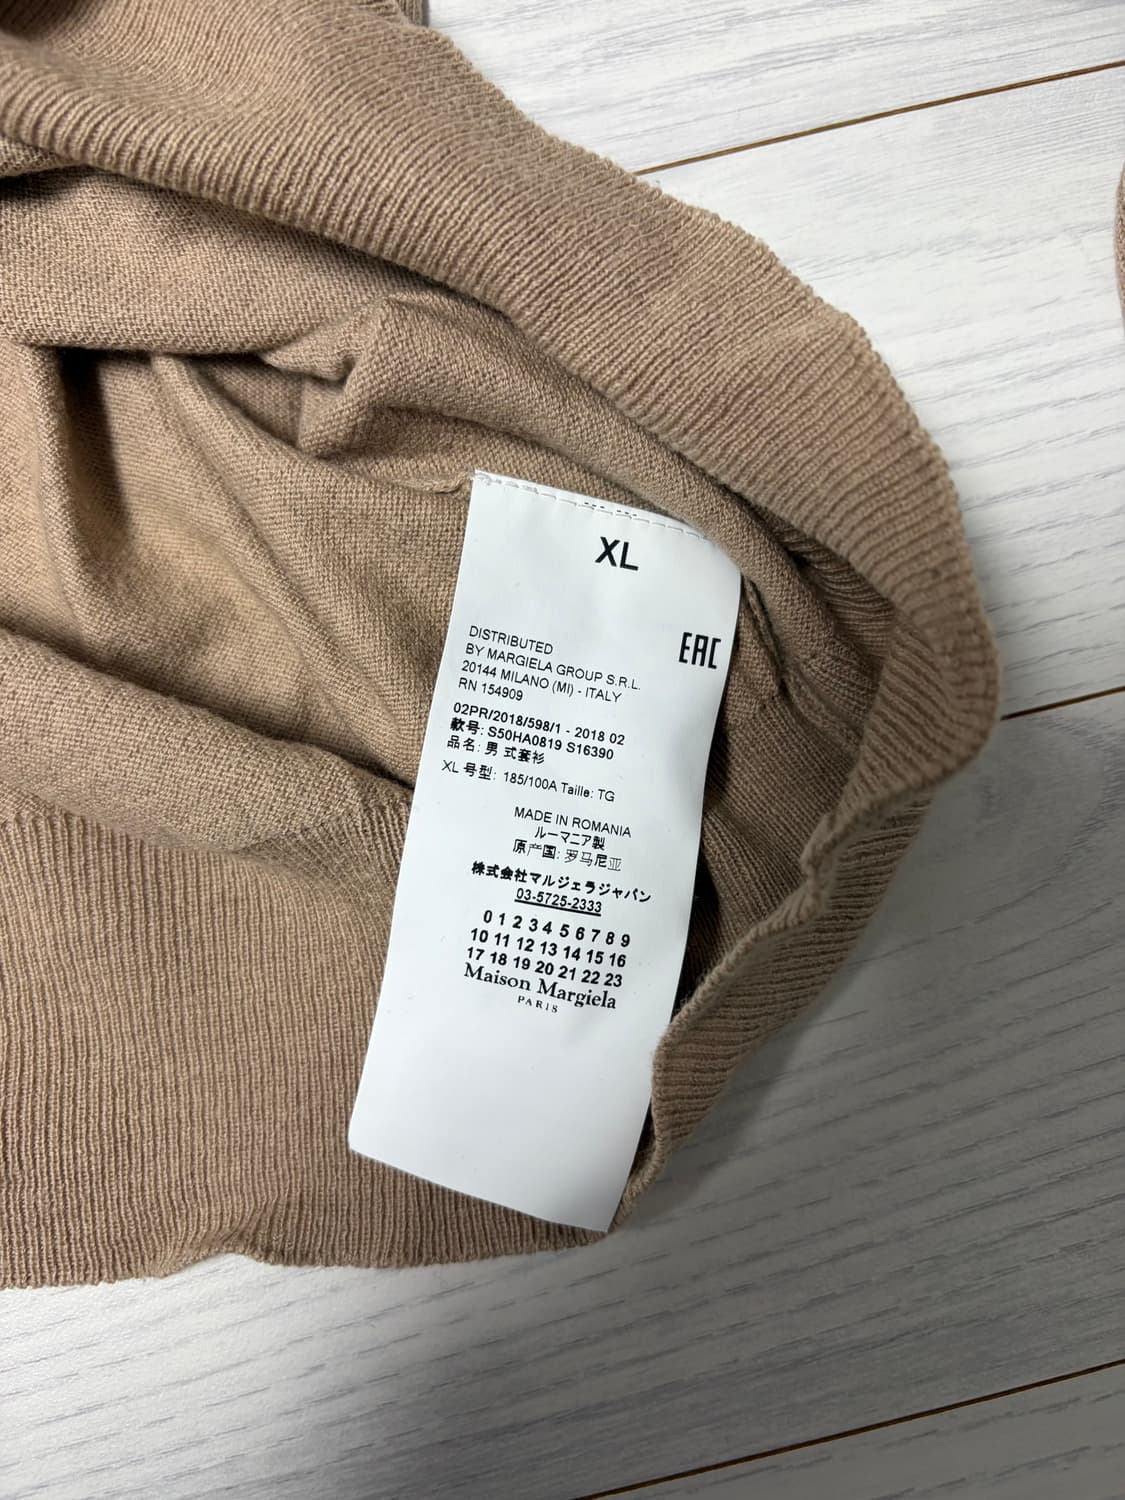 XL
EAC
DISTRIBUTED
BY MARGIELA GROUP S.R.L.
20144 MILANO (MI) - ITALY
RN 154909
02PR/2018/598/1 - 2018 02
款号: S50HA0819 S16390
品名: 男 式套衫
XL 号型: 185/100A Taille: TG
MADE IN ROMANIA
ルーマニア製
原产国: 罗马尼亚
株式会社マルジェラジャパン
03-5725-2333
0 1 2 3 4 5 6 7 8 9
10 11 12 13 14 15 16
17 18 19 20 21 22 23
Maison Margiela
PARIS